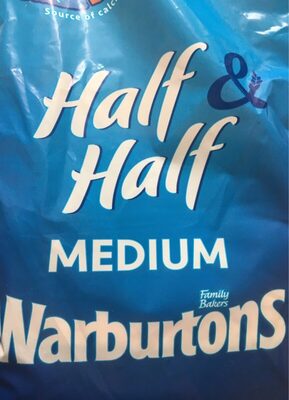 Source of calc
Half &
Half
MEDIUM
Family
Bakers
Warburtons